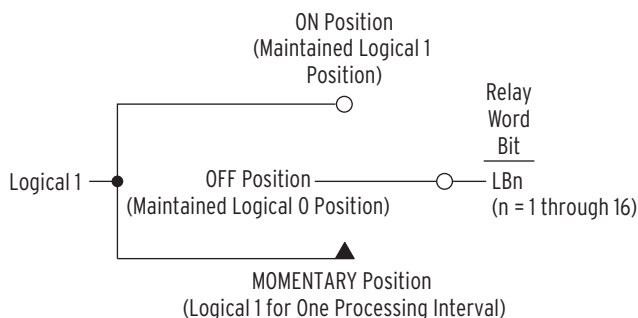 ON Position
(Maintained Logical 1
Position)
Relay
Word
Bit
Logical 1
OFF Position
(Maintained Logical 0 Position)
LBn
(n = 1 through 16)
MOMENTARY Position
(Logical 1 for One Processing Interval)